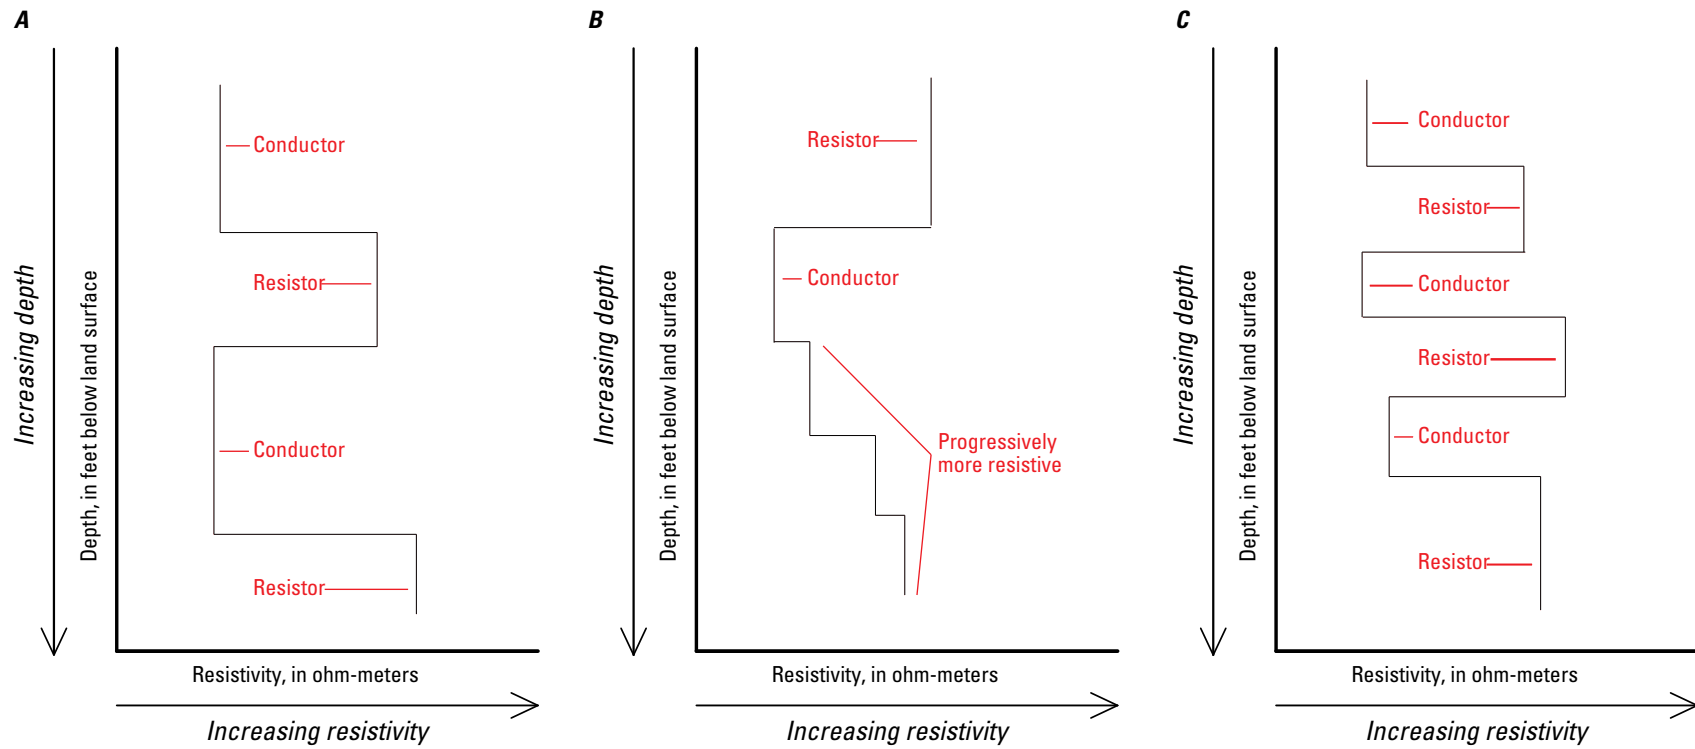 A
Increasing depth
Depth, in feet below land surface
Conductor
Resistor
Conductor
Resistor
Resistivity, in ohm-meters
Increasing resistivity
B
Increasing depth
Depth, in feet below land surface
Resistor
Conductor
Progressively
more resistive
Resistivity, in ohm-meters
Increasing resistivity
C
Increasing depth
Depth, in feet below land surface
Conductor
Resistor
Conductor
Resistor
Conductor
Resistor
Resistivity, in ohm-meters
Increasing resistivity